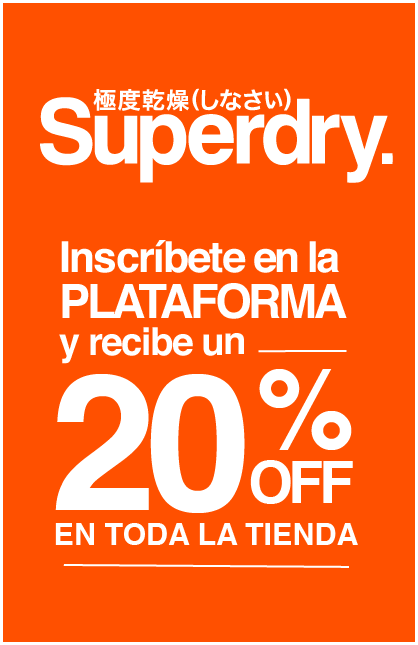 極度乾燥(しなさい)
Superdry.
Inscríbete en la
PLATAFORMA
y recibe un
20%
OFF
EN TODA LA TIENDA